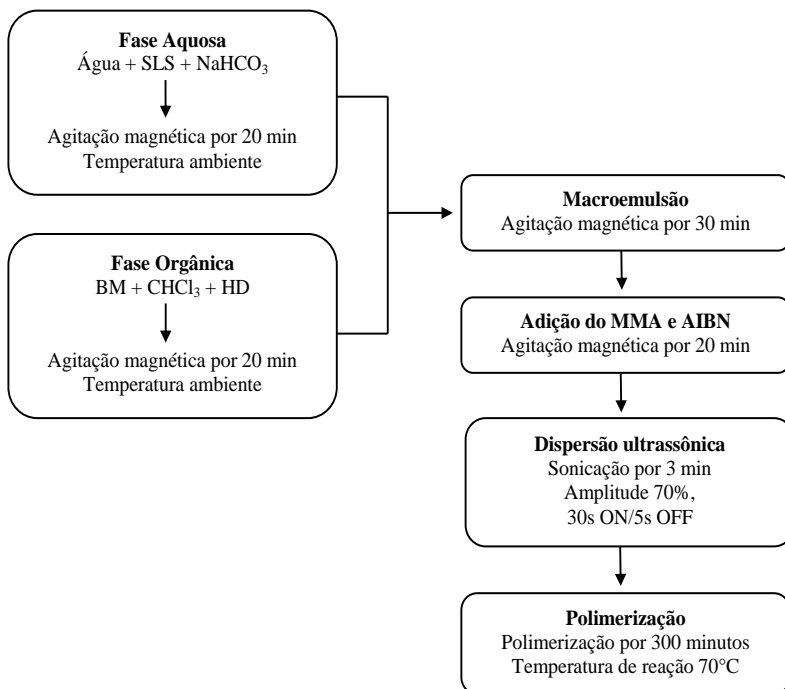 Fase Aquosa
Água + SLS + NaHCO₃
Agitação magnética por 20 min
Temperatura ambiente
Fase Orgânica
BM + CHCl₃ + HD
Agitação magnética por 20 min
Temperatura ambiente
Macroemulsão
Agitação magnética por 30 min
Adição do MMA e AIBN
Agitação magnética por 20 min
Dispersão ultrassônica
Sonicação por 3 min
Amplitude 70%,
30s ON/5s OFF
Polimerização
Polimerização por 300 minutos
Temperatura de reação 70°C